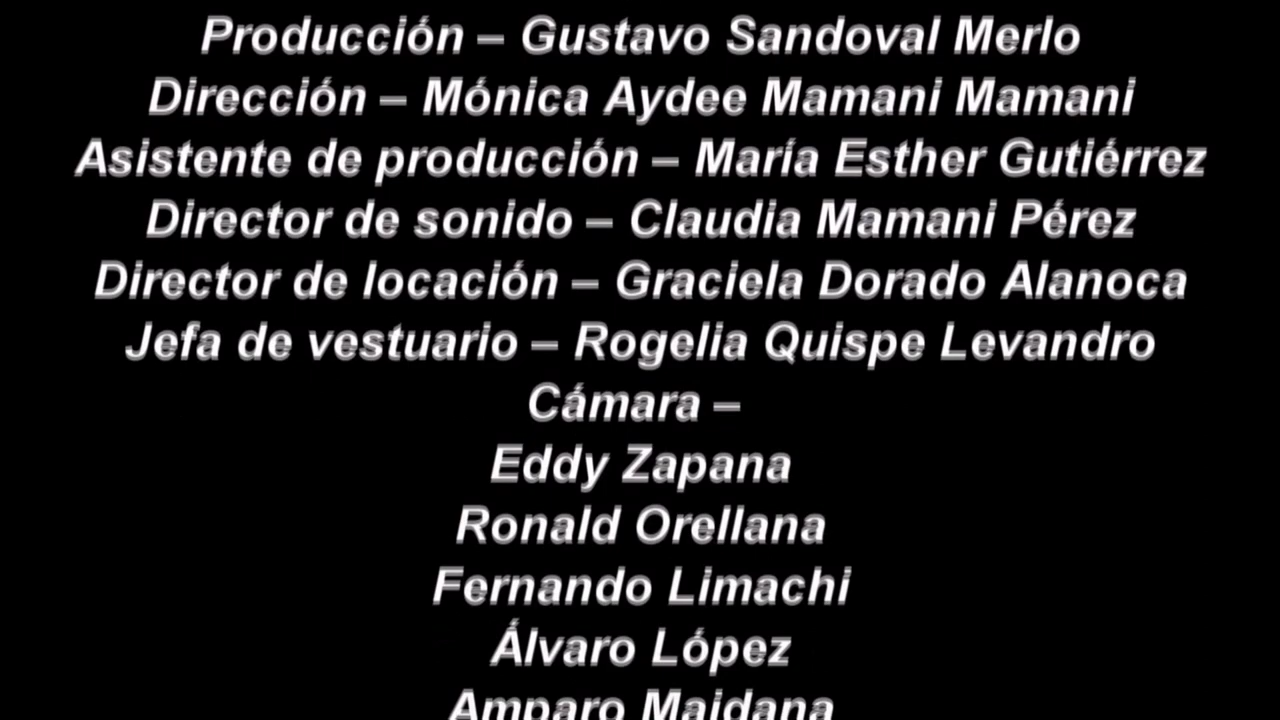 Producción – Gustavo Sandoval Merlo
Dirección – Mónica Aydee Mamani Mamani
Asistente de producción – María Esther Gutiérrez
Director de sonido – Claudia Mamani Pérez
Director de locación – Graciela Dorado Alanoca
Jefa de vestuario – Rogelia Quispe Levandro
Cámara –
Eddy Zapana
Ronald Orellana
Fernando Limachi
Álvaro López
Amparo Maidana